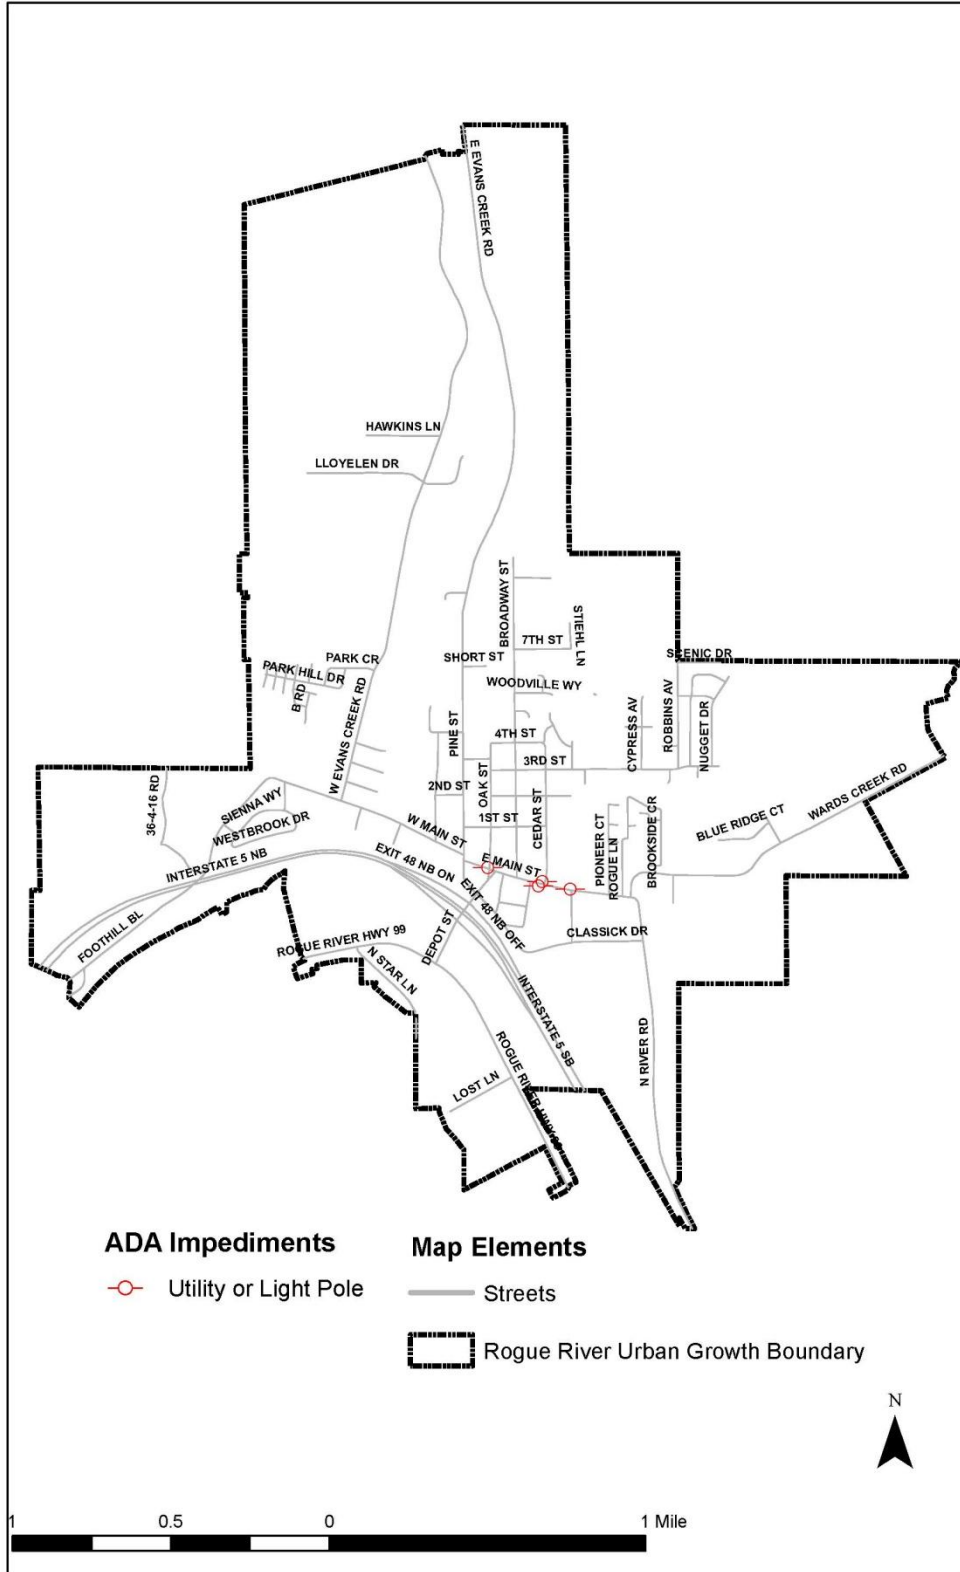 E EVANS CREEK RD
HAWKINS LN
LLOYELEN DR
BROADWAY ST
STIEHL LN
7TH ST
SHORT ST
SCENIC DR
PARK CR
PARK HILL DR
B RD
WOODVILLE WY
W EVANS CREEK RD
PINE ST
CYPRESS AV
ROBBINS AV
NUGGET DR
4TH ST
3RD ST
OAK ST
2ND ST
CEDAR ST
1ST ST
36-4-16 RD
SIENNA WY
WESTBROOK DR
W MAIN ST
E MAIN ST
PIONEER CT
ROGUE LN
BROOKSIDE CR
BLUE RIDGE CT
WARDS CREEK RD
INTERSTATE 5 NB
EXIT 48 NB ON
EXIT 48 NB OFF
FOOTHILL BL
ROGUE RIVER HWY 99
N STAR LN
DEPOT ST
CLASSICK DR
INTERSTATE 5 SB
N RIVER RD
LOST LN
ROGUE RIVER HWY 99
ADA Impediments
Utility or Light Pole
Map Elements
Streets
Rogue River Urban Growth Boundary
N
1 0.5 0 1 Mile